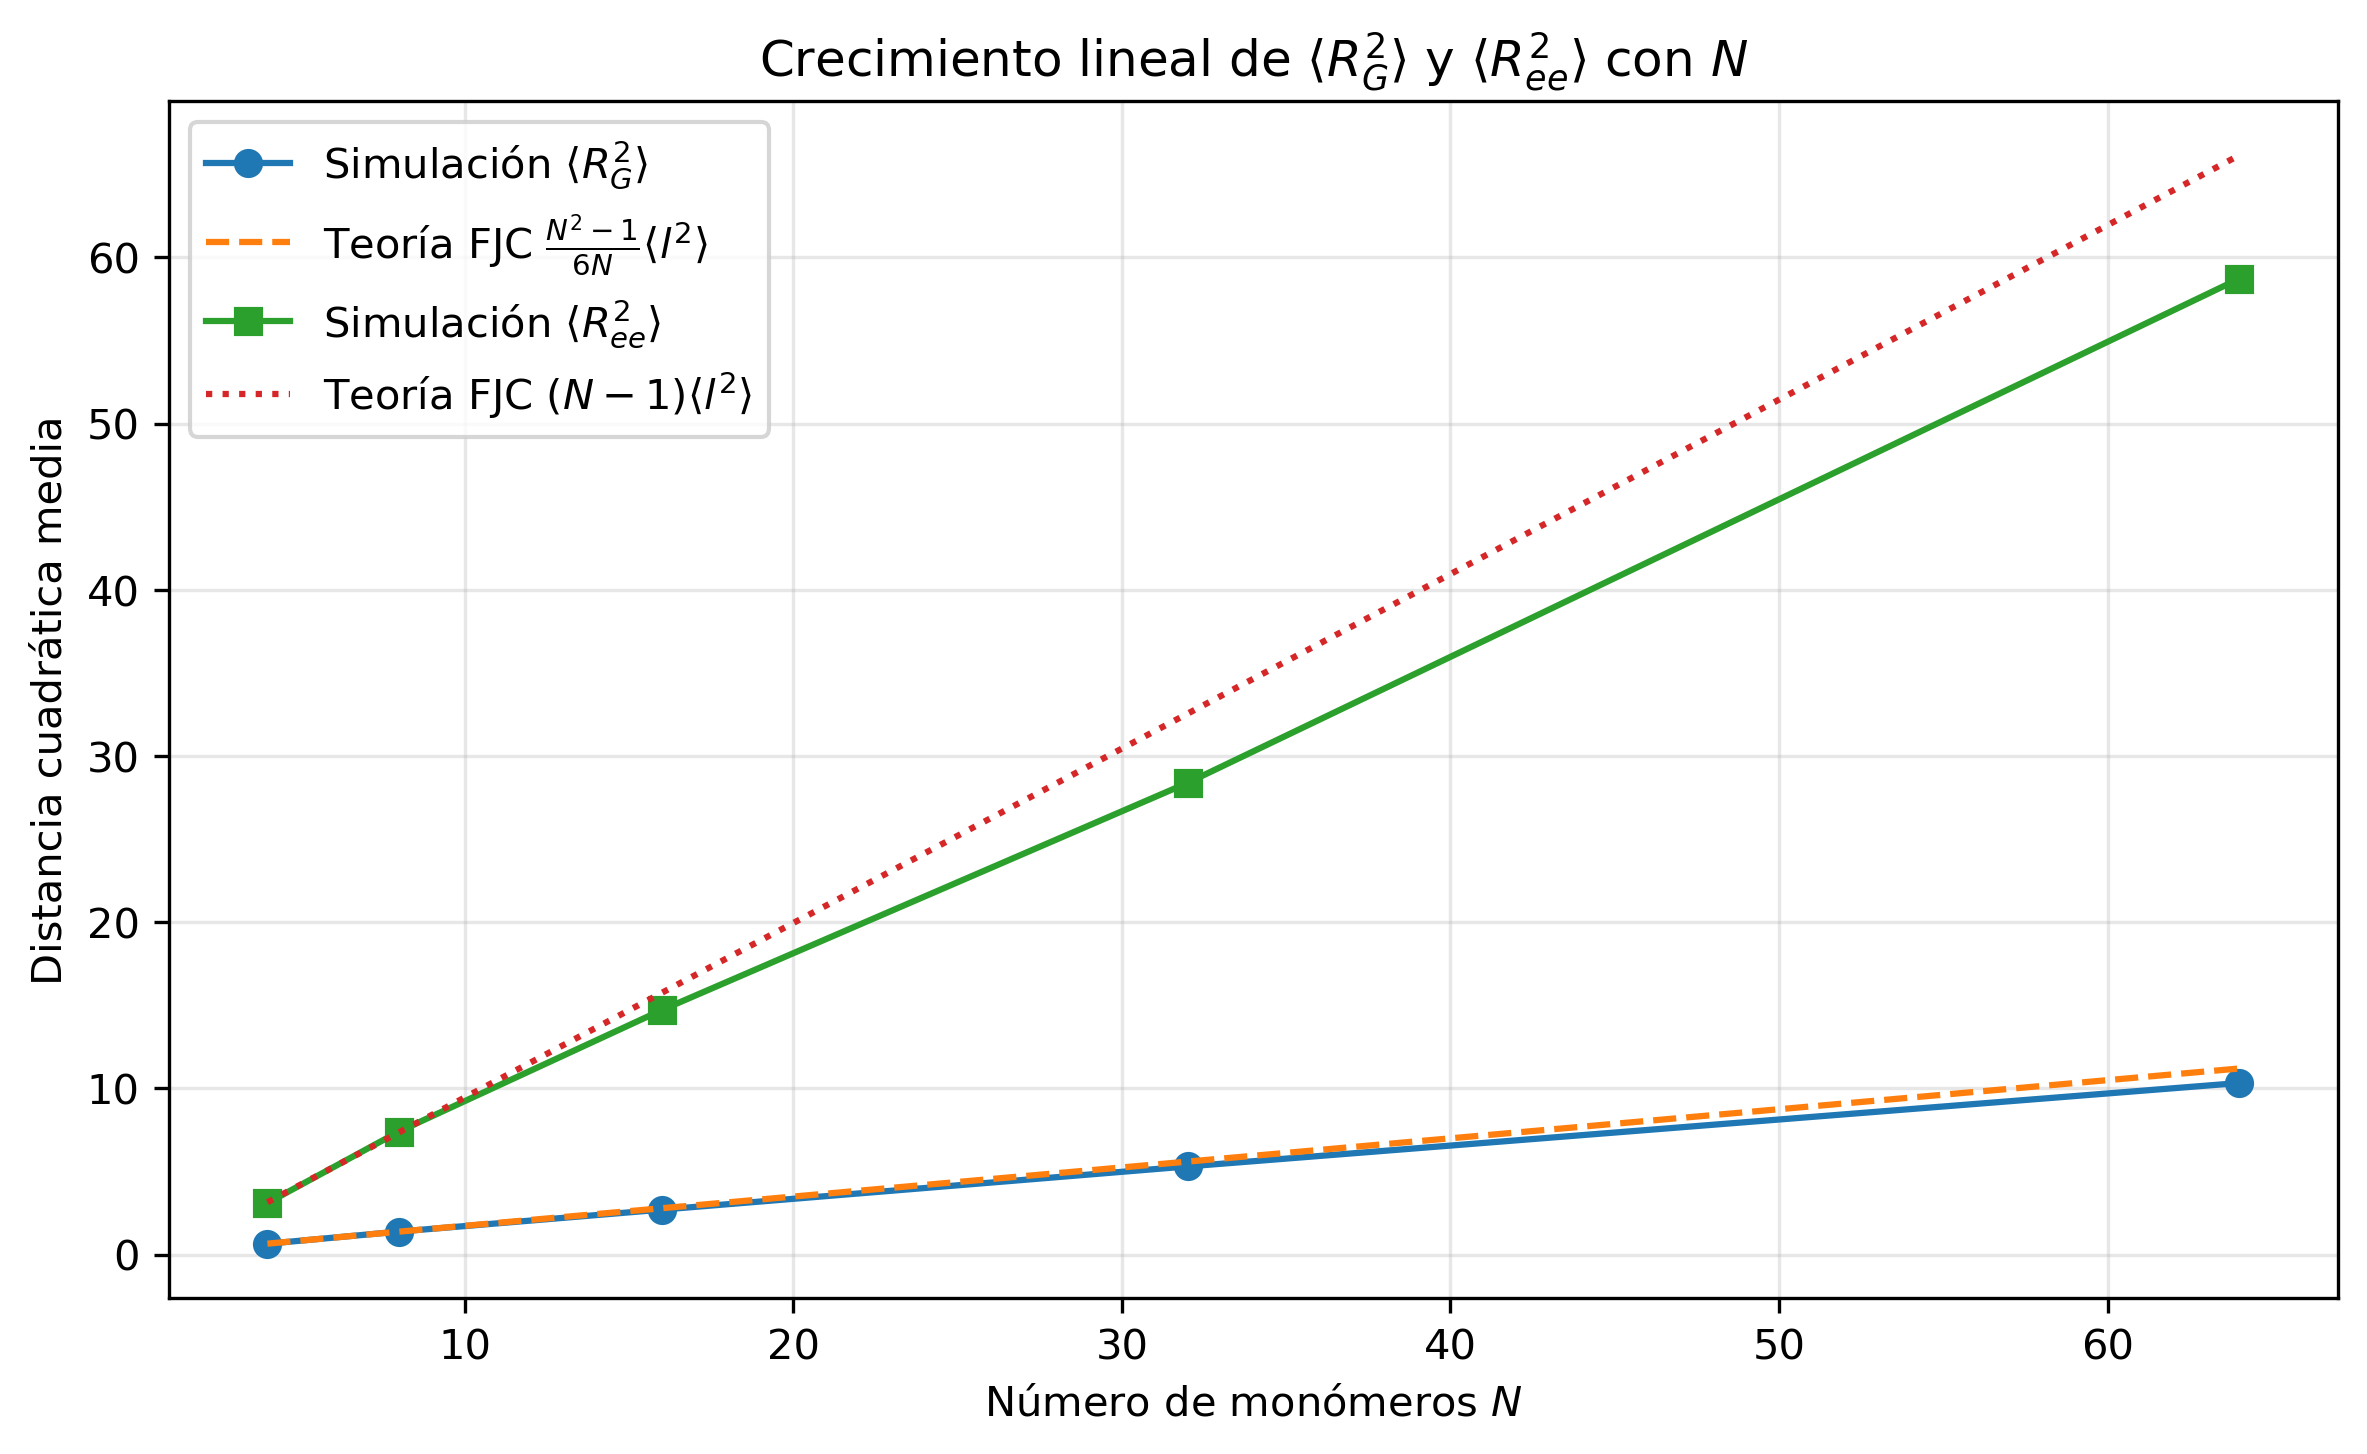 Crecimiento lineal de ⟨R_G^2⟩ y ⟨R_ee^2⟩ con N
Simulación ⟨R_G^2⟩
Teoría FJC \frac{N^2-1}{6N}⟨l^2⟩
Simulación ⟨R_ee^2⟩
Teoría FJC (N − 1)⟨l^2⟩
Distancia cuadrática media
60
50
40
30
20
10
0
10 20 30 40 50 60
Número de monómeros N